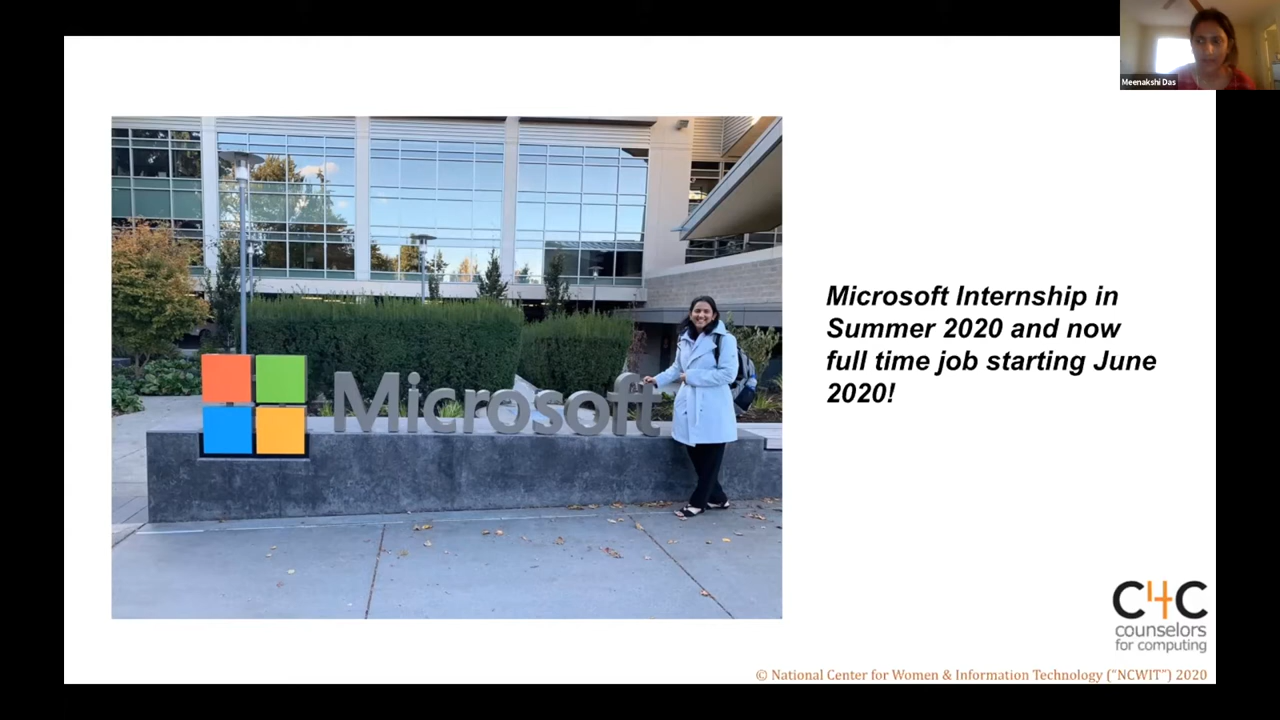 Meenakshi Das
Microsoft
Microsoft Internship in
Summer 2020 and now
full time job starting June
2020!
C4C
counselors
for computing
© National Center for Women & Information Technology ("NCWIT") 2020